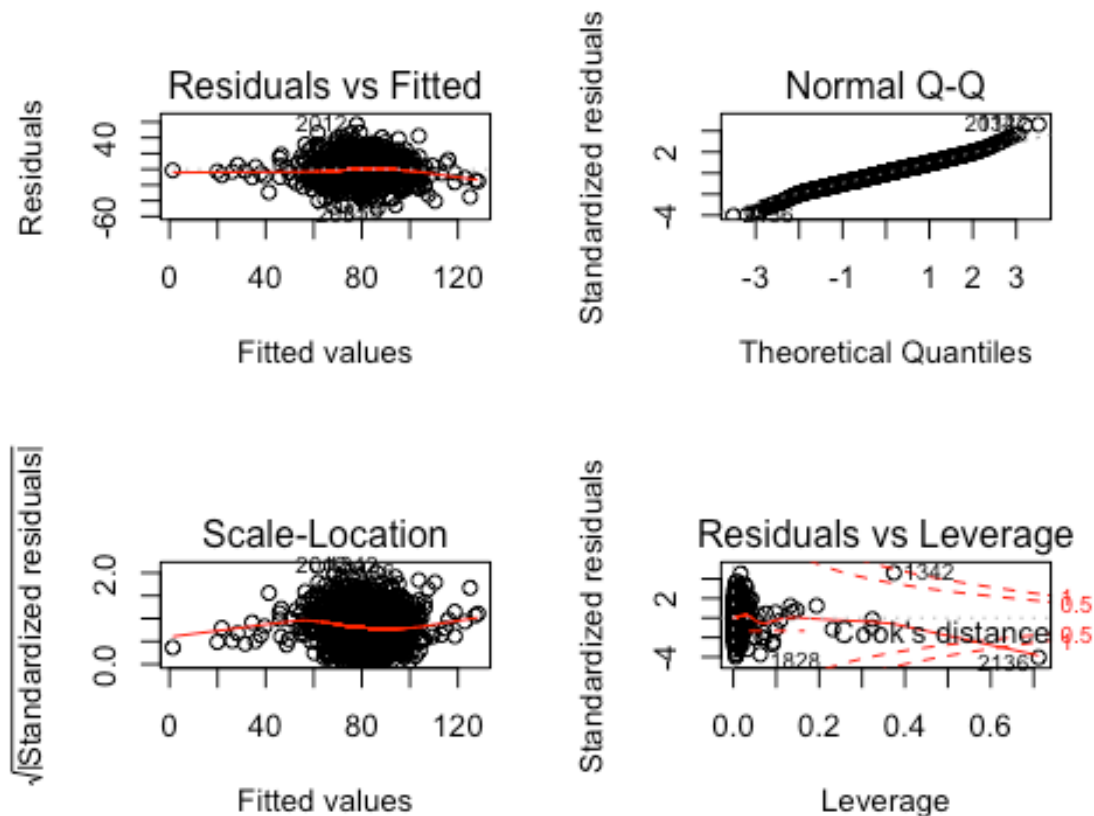 Residuals vs Fitted
Residuals
40
-60
2012
0 40 80 120
Fitted values
Normal Q-Q
Standardized residuals
2
-4
-3 -1 1 2 3
Theoretical Quantiles
Scale-Location
√|Standardized residuals|
2.0
0.0
0 40 80 120
Fitted values
Residuals vs Leverage
Standardized residuals
2
-4
1342
1
0.5
Cook's distance
0.5
1
1828
2136
0.0 0.2 0.4 0.6
Leverage